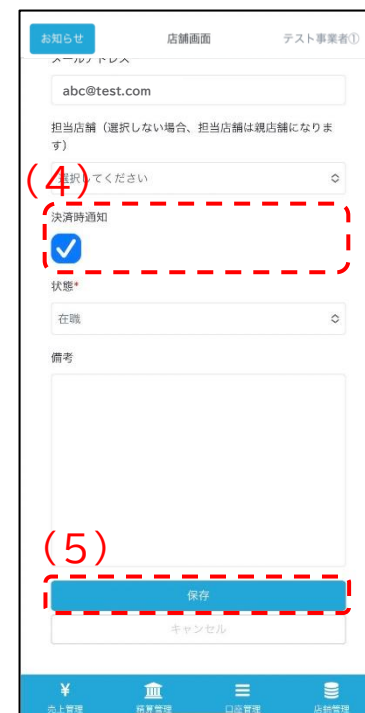 お知らせ 店舗画面 テスト事業者①
メールアドレス
abc@test.com
担当店舗（選択しない場合、担当店舗は親店舗になりま
す）
(4)
選択してください
決済時通知
状態*
在職
備考
(5)
保存
キャンセル
売上管理 精算管理 口座管理 店舗管理